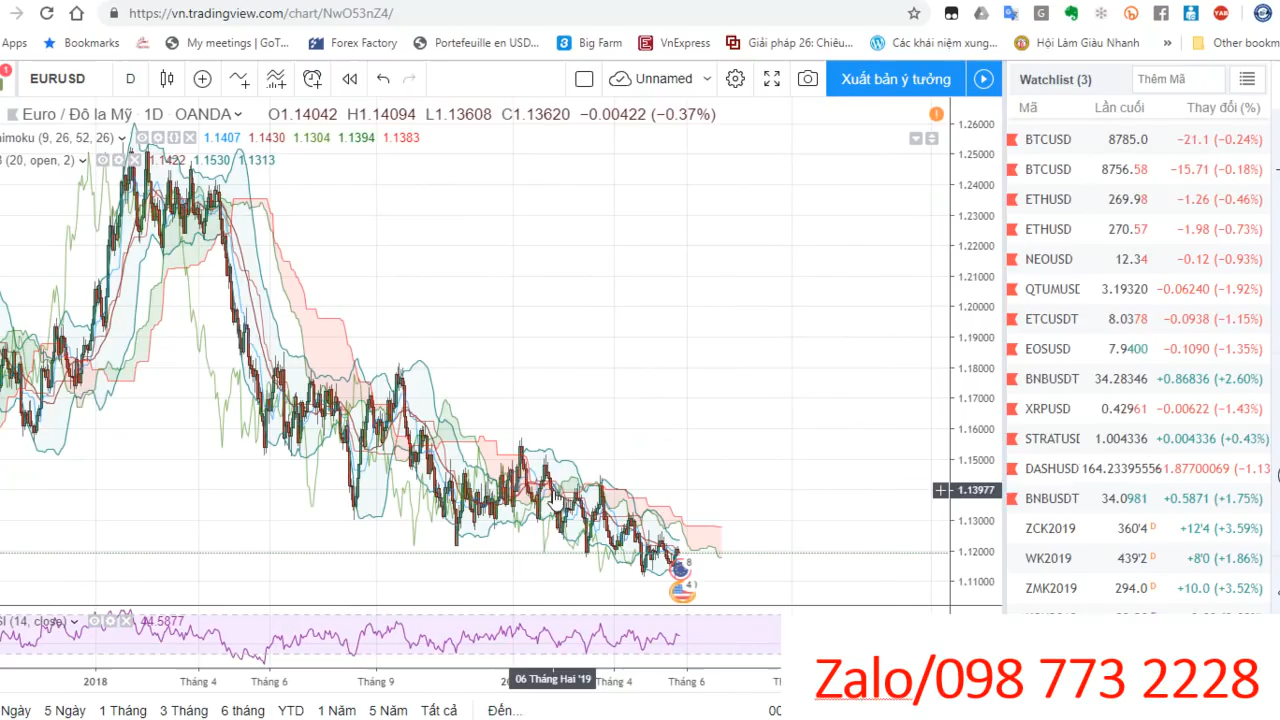 https://vn.tradingview.com/chart/NwO53nZ4/
Apps Bookmarks My meetings | GoT... Forex Factory Portefeuille en USD... Big Farm VnExpress Giải pháp 26: Chiêu... Các khái niệm xung... Hội Làm Giàu Nhanh » Other bookm
EURUSD D Unnamed Xuất bản ý tưởng Watchlist (3) Thêm Mã
Mã Lần cuối Thay đổi (%)
Euro / Đô la Mỹ 1D OANDA O1.14042 H1.14094 L1.13608 C1.13620 −0.00422 (−0.37%)
himoku (9, 26, 52, 26) 1.1407 1.1430 1.1304 1.1394 1.1383
(20, open, 2) 1.1422 1.1530 1.1313
1.26000
1.25000
1.24000
1.23000
1.22000
1.21000
1.20000
1.19000
1.18000
1.17000
1.16000
1.15000
1.13977
1.13000
1.12000
1.11000
BTCUSD 8785.0 −21.1 (−0.24%)
BTCUSD 8756.58 −15.71 (−0.18%)
ETHUSD 269.98 −1.26 (−0.46%)
ETHUSD 270.57 −1.98 (−0.73%)
NEOUSD 12.34 −0.12 (−0.93%)
QTUMUSD 3.19320 −0.06240 (−1.92%)
ETCUSDT 8.0378 −0.0938 (−1.15%)
EOSUSD 7.9400 −0.1090 (−1.35%)
BNBUSDT 34.28346 +0.86836 (+2.60%)
XRPUSD 0.42961 −0.00622 (−1.43%)
STRATUSD 1.004336 +0.004336 (+0.43%)
DASHUSD 164.23395556 1.87700069 (−1.13
BNBUSDT 34.0981 +0.5871 (+1.75%)
ZCK2019 360'4 D +12'4 (+3.59%)
WK2019 439'2 D +8'0 (+1.86%)
ZMK2019 294.0 D +10.0 (+3.52%)
SI (14, close) 44.5877
2018 Tháng 4 Tháng 6 Tháng 9 06 Tháng Hai '19 Tháng 4 Tháng 6
Ngày 5 Ngày 1 Tháng 3 Tháng 6 tháng YTD 1 Năm 5 Năm Tất cả Đến...
Zalo/098 773 2228